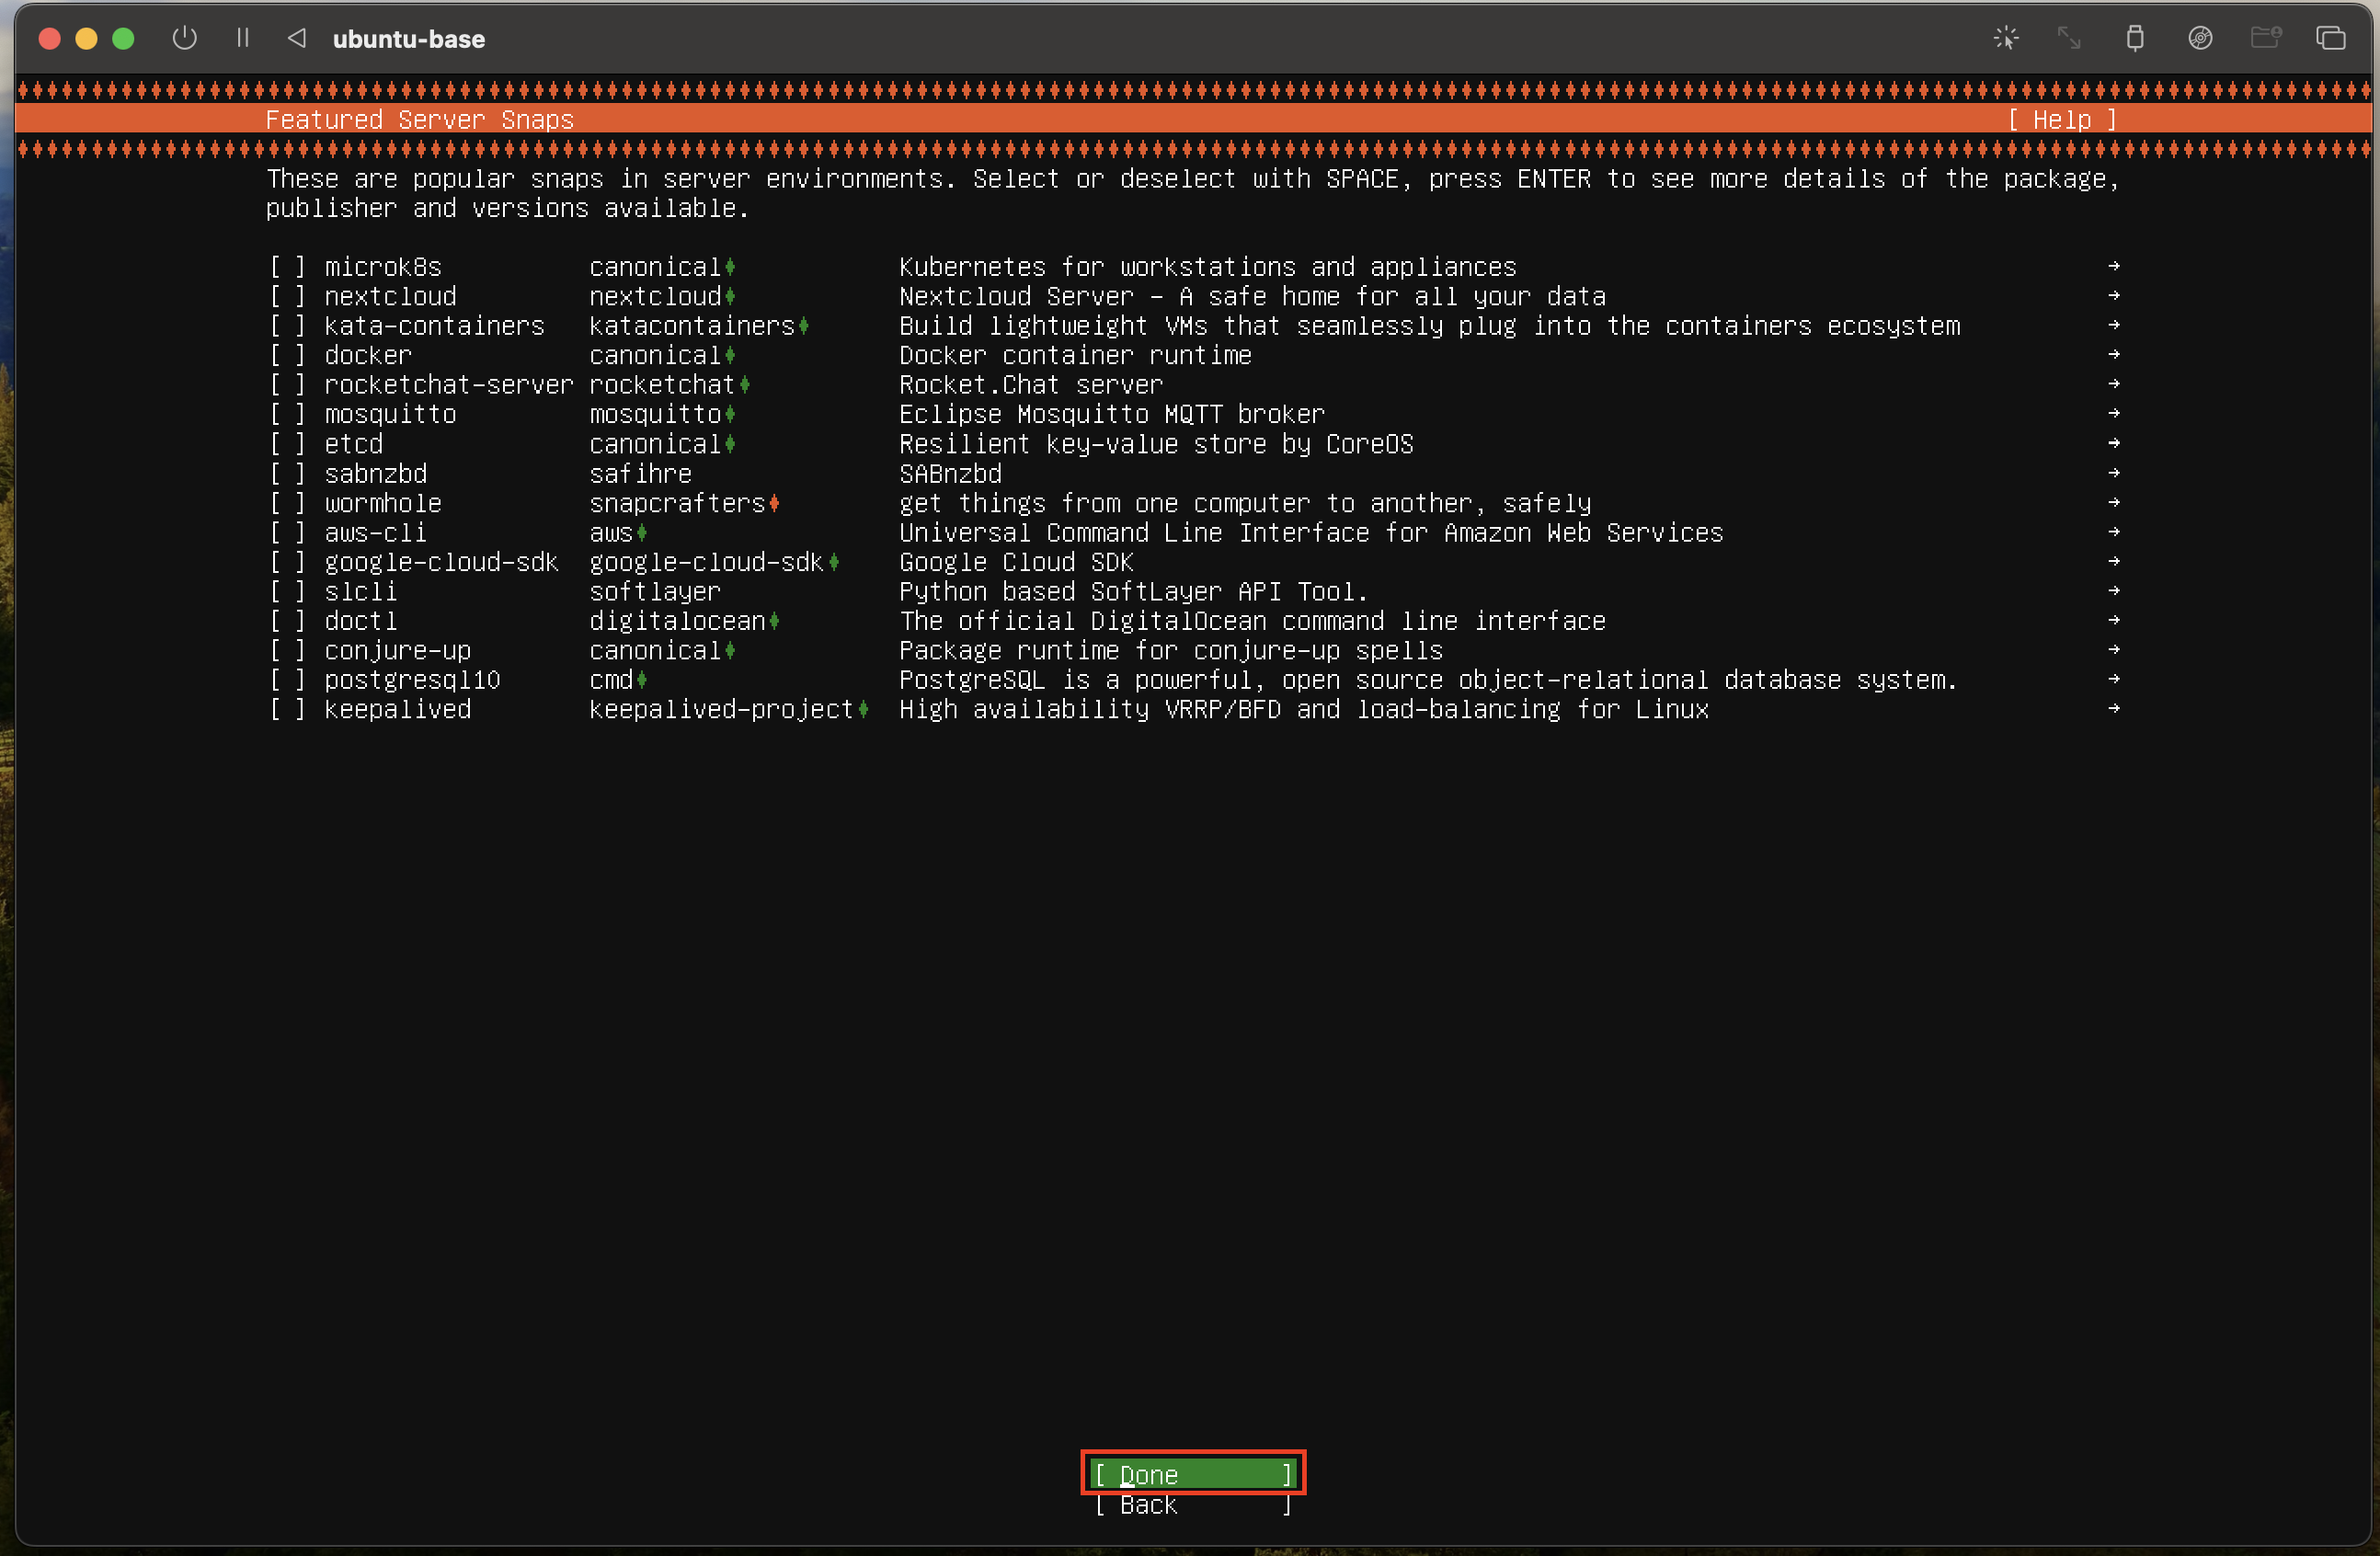 ubuntu-base
Featured Server Snaps [ Help ]
These are popular snaps in server environments. Select or deselect with SPACE, press ENTER to see more details of the package,
publisher and versions available.
[ ] microk8s canonical♦ Kubernetes for workstations and appliances →
[ ] nextcloud nextcloud♦ Nextcloud Server - A safe home for all your data →
[ ] kata-containers katacontainers♦ Build lightweight VMs that seamlessly plug into the containers ecosystem →
[ ] docker canonical♦ Docker container runtime →
[ ] rocketchat-server rocketchat♦ Rocket.Chat server →
[ ] mosquitto mosquitto♦ Eclipse Mosquitto MQTT broker →
[ ] etcd canonical♦ Resilient key-value store by CoreOS →
[ ] sabnzbd safihre SABnzbd →
[ ] wormhole snapcrafters♦ get things from one computer to another, safely →
[ ] aws-cli aws♦ Universal Command Line Interface for Amazon Web Services →
[ ] google-cloud-sdk google-cloud-sdk♦ Google Cloud SDK →
[ ] slcli softlayer Python based SoftLayer API Tool. →
[ ] doctl digitalocean♦ The official DigitalOcean command line interface →
[ ] conjure-up canonical♦ Package runtime for conjure-up spells →
[ ] postgresql10 cmd♦ PostgreSQL is a powerful, open source object-relational database system. →
[ ] keepalived keepalived-project♦ High availability VRRP/BFD and load-balancing for Linux →
[ Done ]
[ Back ]